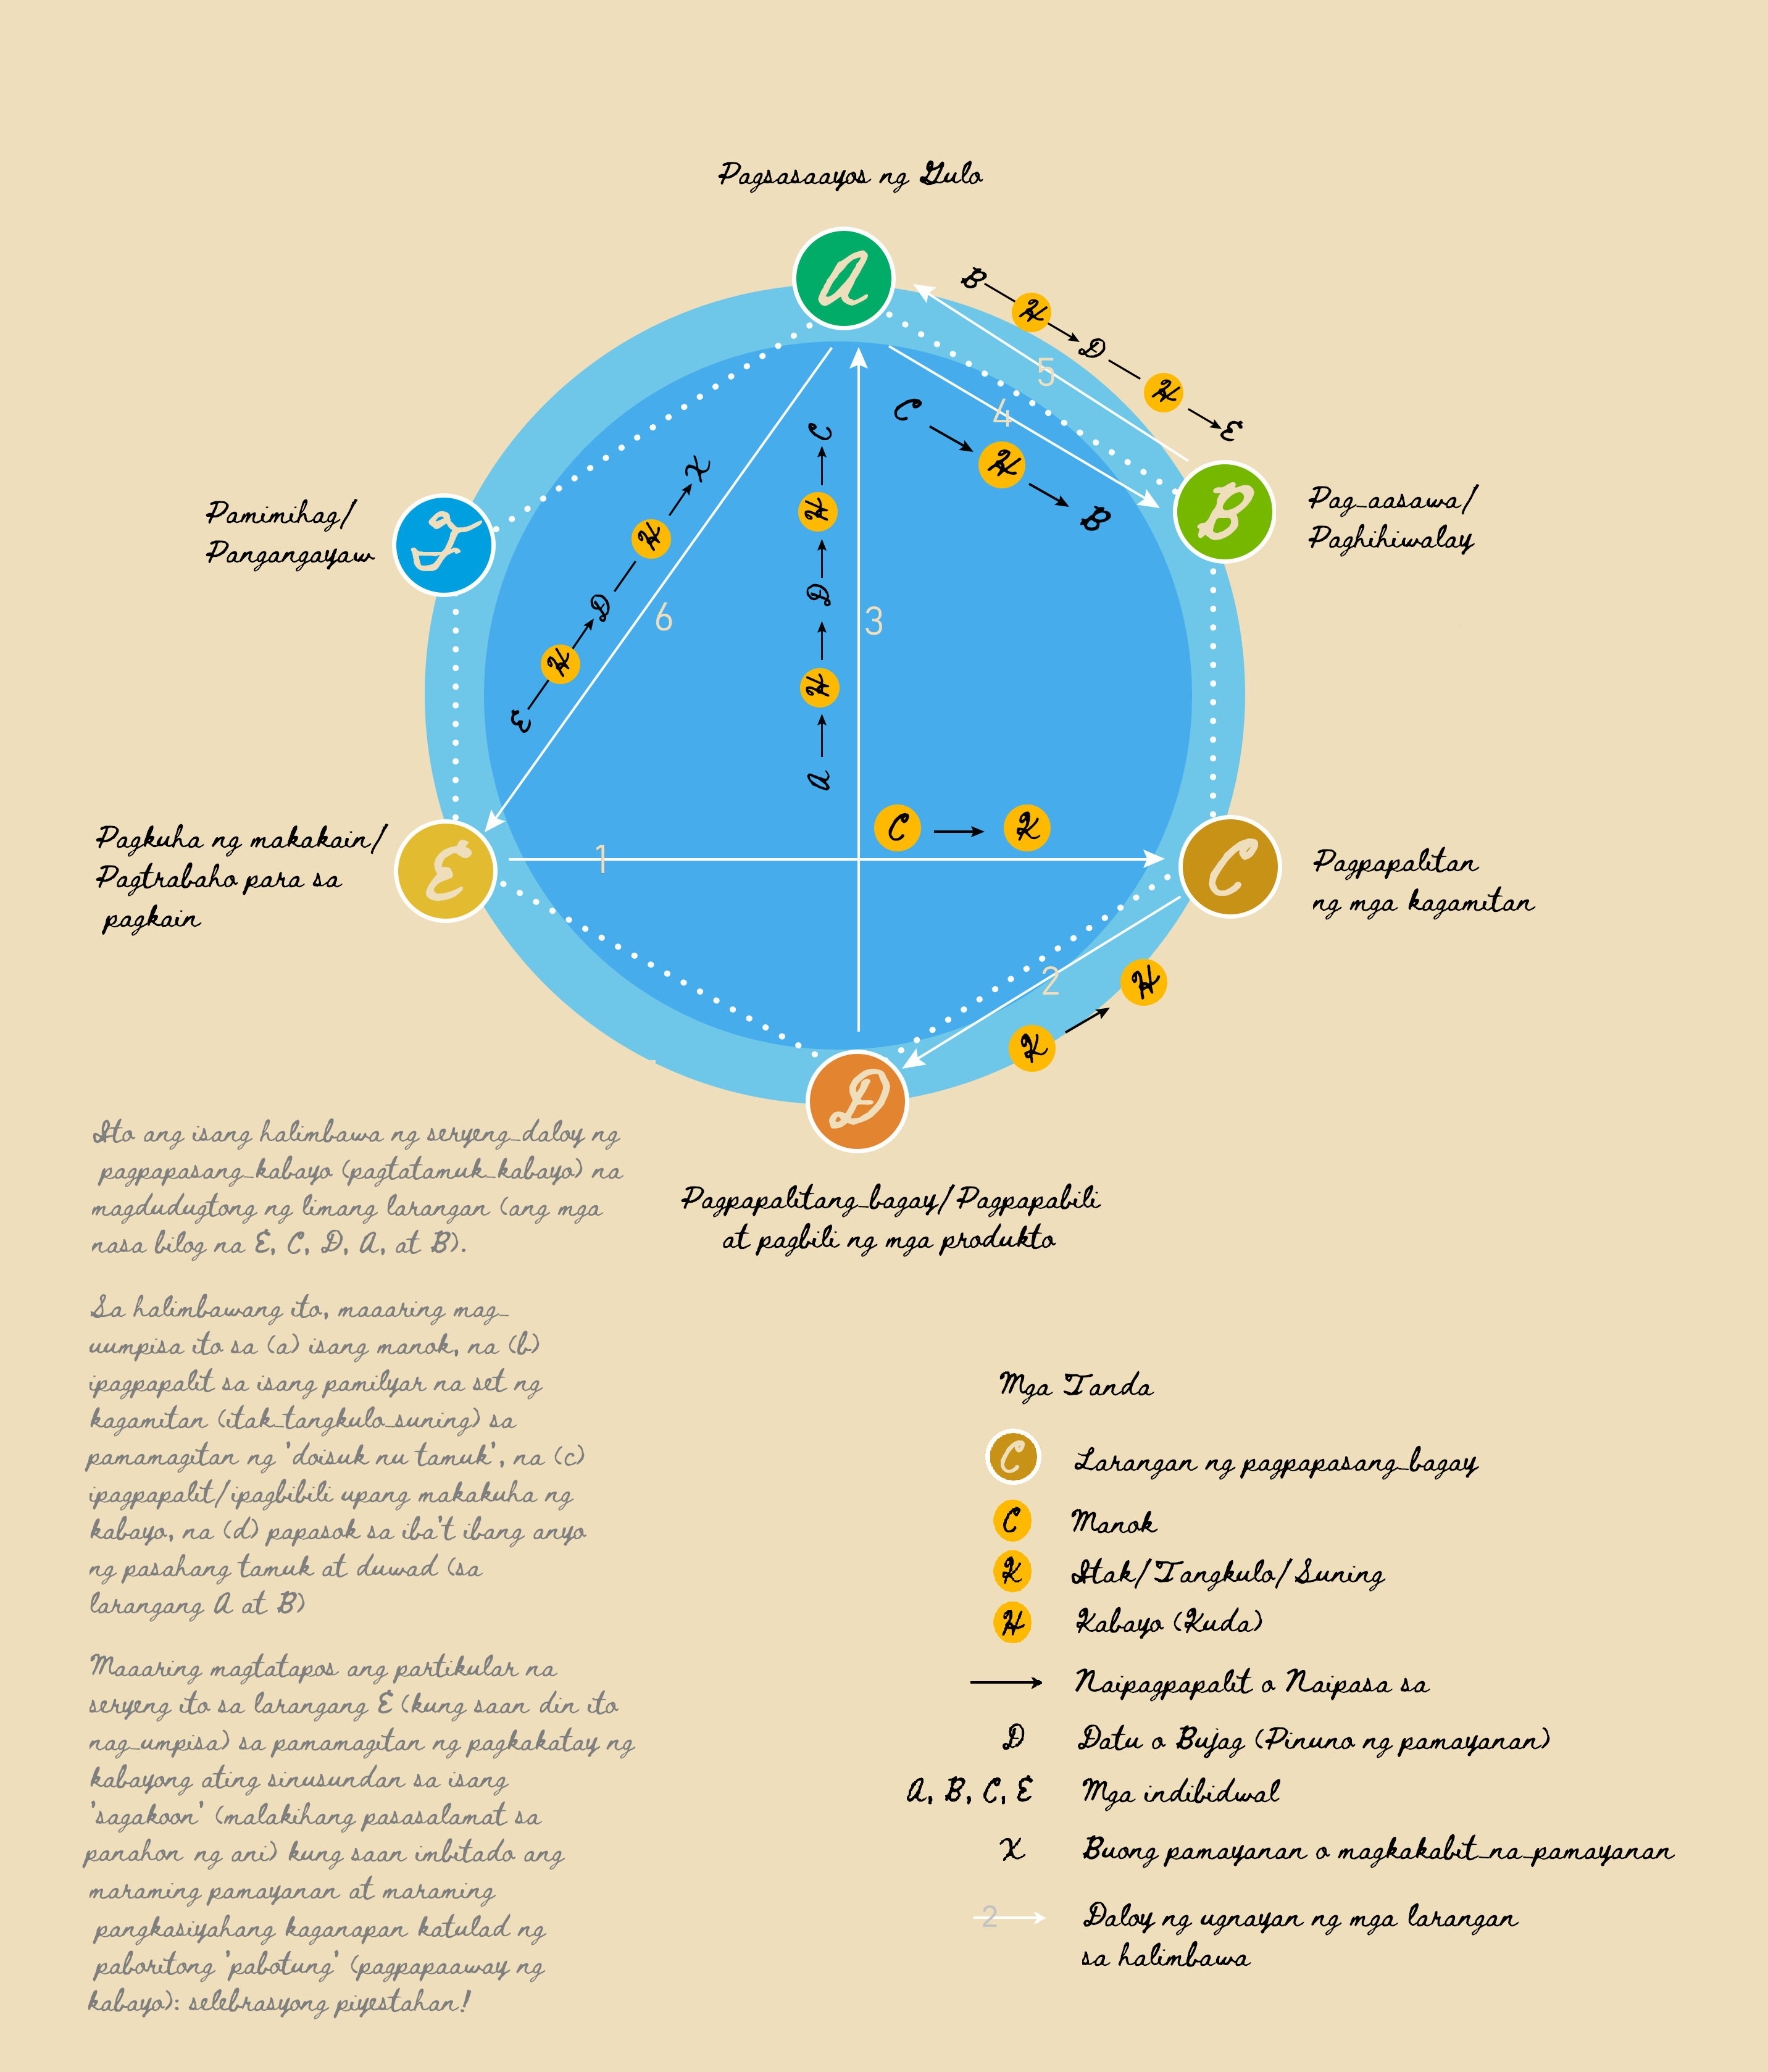 Pagsasaayos ng Gulo
A
B
H
D
H
E
5
4
C
H
B
Pamimihag/
Pangangayaw
F
B
Pag-aasawa/
Paghihiwalay
E
H
D
H
X
6
A
H
D
H
C
3
C
K
1
Pagkuha ng makakain/
Pagtrabaho para sa
pagkain
E
C
Pagpapalitan
ng mga kagamitan
2
K
H
D
Pagpapalitang-bagay/Pagpapabili
at pagbili ng mga produkto
Ito ang isang halimbawa ng seryeng-daloy ng
pagpapasang-kabayo (pagtatamuk-kabayo) na
magdudugtong ng limang larangan (ang mga
nasa bilog na E, C, D, A, at B).
Sa halimbawang ito, maaaring mag-
uumpisa ito sa (a) isang manok, na (b)
ipagpapalit sa isang pamilyar na set ng
kagamitan (itak-tangkulo-suning) sa
pamamagitan ng 'doisuk nu tamuk', na (c)
ipagpapalit/ipagbibili upang makakuha ng
kabayo, na (d) papasok sa iba't ibang anyo
ng pasahang tamuk at duwad (sa
larangang A at B)
Maaaring magtatapos ang partikular na
seryeng ito sa larangang E (kung saan din ito
nag-umpisa) sa pamamagitan ng pagkakatay ng
kabayong ating sinusundan sa isang
'sagakoon' (malakihang pasasalamat sa
panahon ng ani) kung saan imbitado ang
maraming pamayanan at maraming
pangkasiyahang kaganapan katulad ng
paboritong 'pabotung' (pagpapaaway ng
kabayo): selebrasyong piyestahan!
Mga Tanda
C Larangan ng pagpapasang-bagay
C Manok
K Itak/Tangkulo/Suning
H Kabayo (Kuda)
Naipagpapalit o Naipasa sa
D Datu o Bujag (Pinuno ng pamayanan)
A, B, C, E Mga indibidwal
X Buong pamayanan o magkakabit-na-pamayanan
2 Daloy ng ugnayan ng mga larangan
sa halimbawa